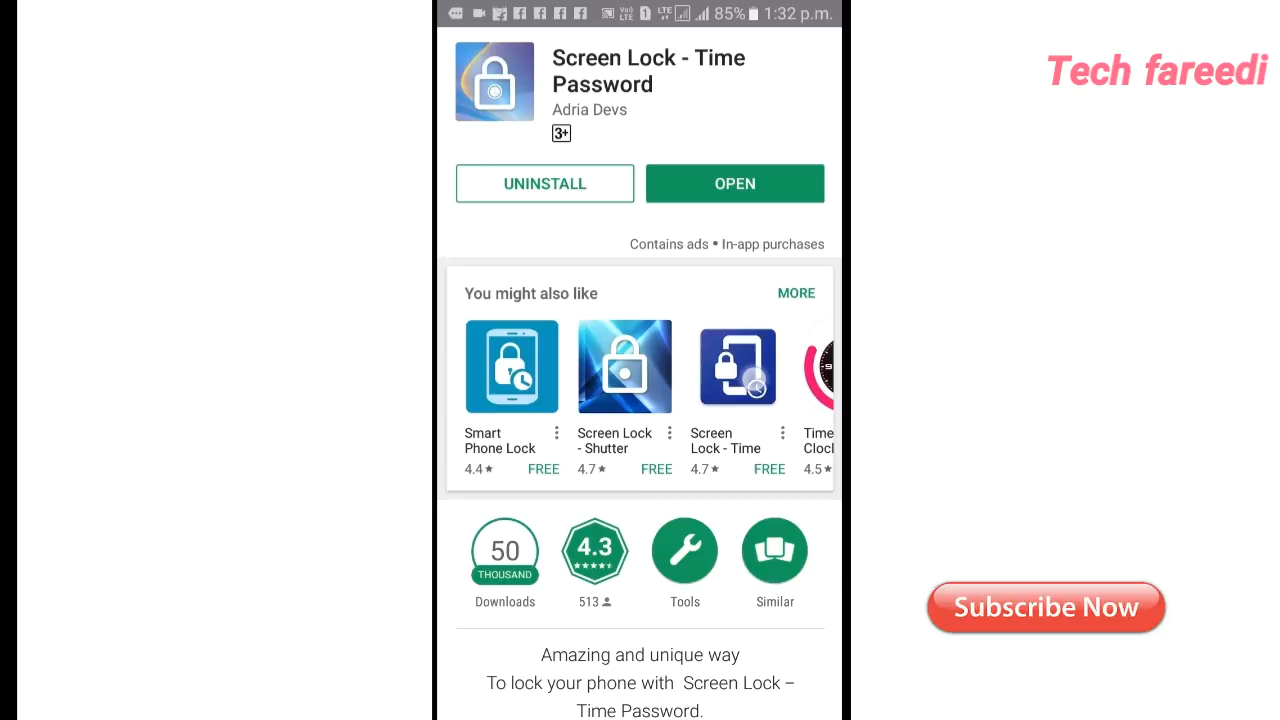 85% 1:32 p.m.
Tech fareedi
Screen Lock - Time
Password
Adria Devs
3+
UNINSTALL
OPEN
Contains ads • In-app purchases
You might also like
MORE
Smart
Phone Lock
4.4★ FREE
Screen Lock
- Shutter
4.7★ FREE
Screen
Lock - Time
4.7★ FREE
Time
Clocl
4.5★
50
THOUSAND
Downloads
4.3
513
Tools
Similar
Subscribe Now
Amazing and unique way
To lock your phone with Screen Lock –
Time Password.